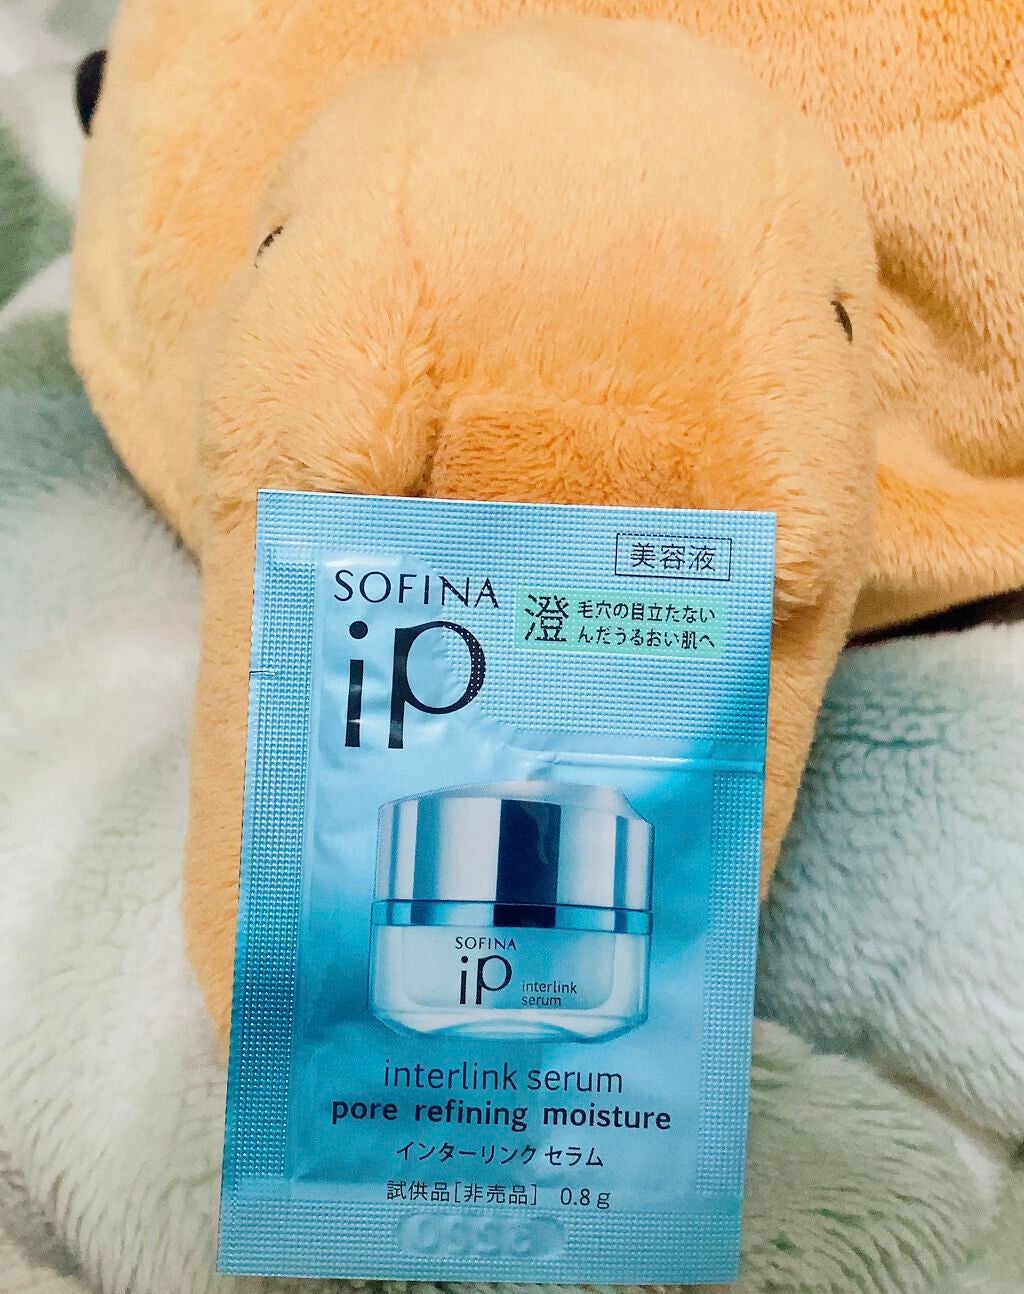 美容液
SOFINA
iP
澄 毛穴の目立たない
んだうるおい肌へ
SOFINA
iP interlink
serum
interlink serum
pore refining moisture
インターリンク セラム
試供品[非売品] 0.8g